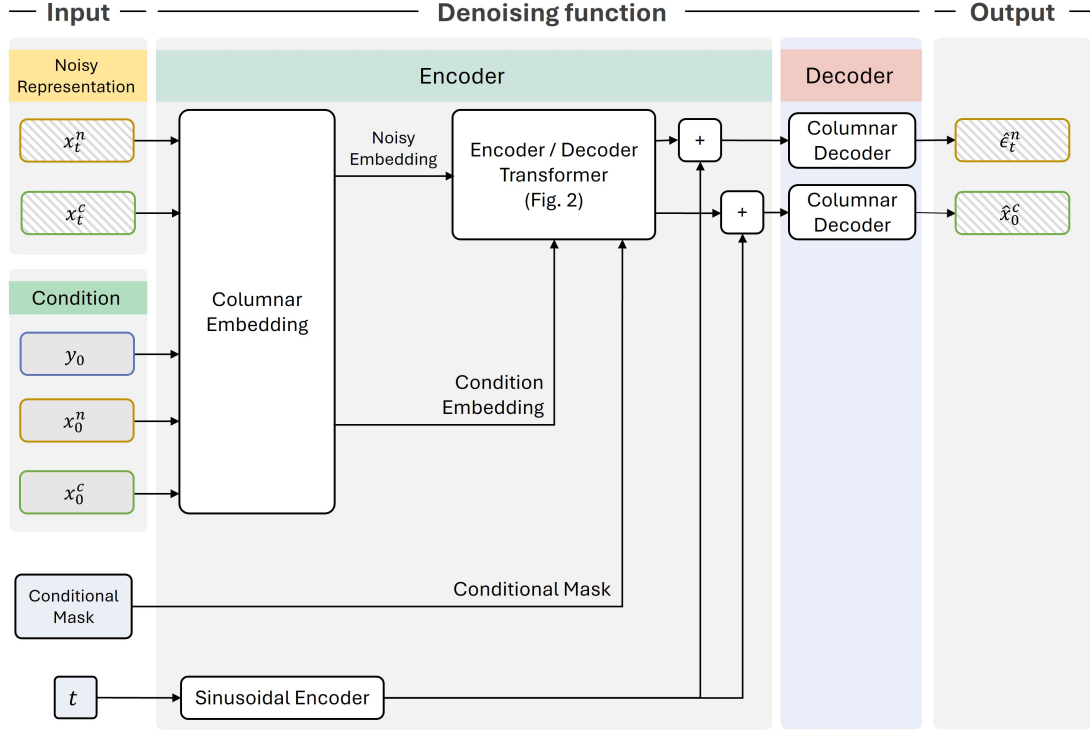 Input
Denoising function
Output
Noisy
Representation
Encoder
Decoder
x_t^n
x_t^c
Noisy
Embedding
Encoder / Decoder
Transformer
(Fig. 2)
+
+
Columnar
Decoder
Columnar
Decoder
ε̂_t^n
x̂_0^c
Condition
y_0
x_0^n
x_0^c
Columnar
Embedding
Condition
Embedding
Conditional
Mask
Conditional Mask
t
Sinusoidal Encoder